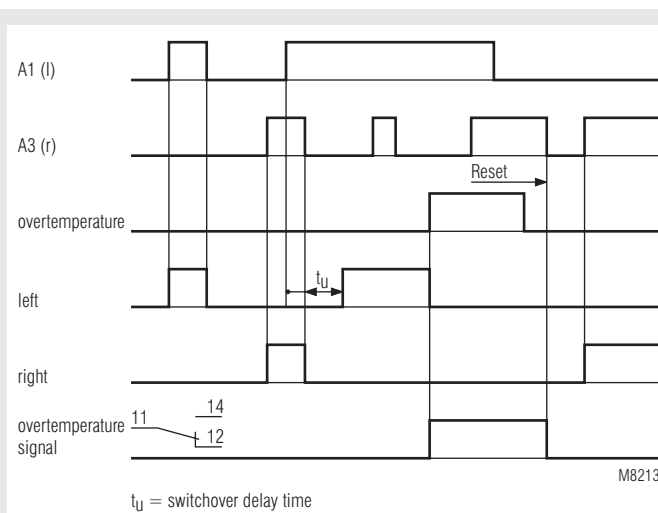 A1 (l)
A3 (r)
Reset
overtemperature
left
tu
right
overtemperature
signal
11
14
12
M8213
tu = switchover delay time